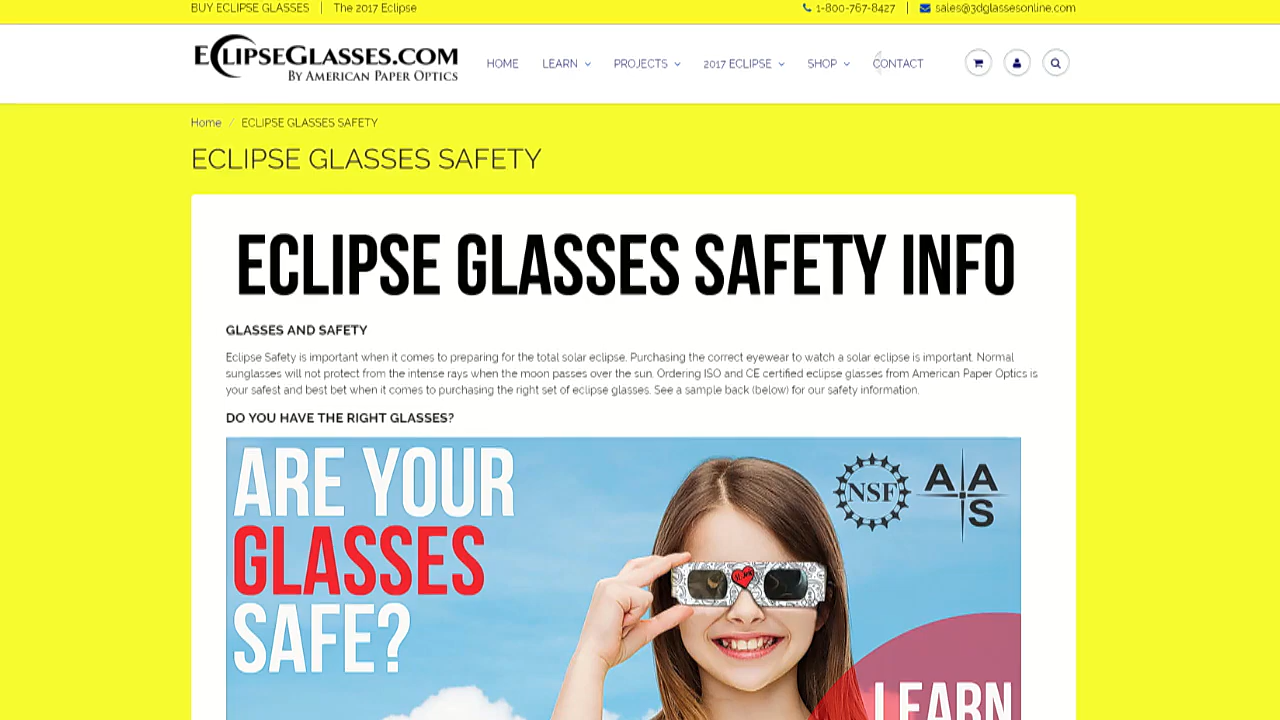 BUY ECLIPSE GLASSES | The 2017 Eclipse 1-800-767-8427 | sales@3dglassesonline.com
ECLIPSEGLASSES.COM
BY AMERICAN PAPER OPTICS
HOME LEARN PROJECTS 2017 ECLIPSE SHOP CONTACT
Home / ECLIPSE GLASSES SAFETY
ECLIPSE GLASSES SAFETY
ECLIPSE GLASSES SAFETY INFO
GLASSES AND SAFETY
Eclipse Safety is important when it comes to preparing for the total solar eclipse. Purchasing the correct eyewear to watch a solar eclipse is important. Normal
sunglasses will not protect from the intense rays when the moon passes over the sun. Ordering ISO and CE certified eclipse glasses from American Paper Optics is
your safest and best bet when it comes to purchasing the right set of eclipse glasses. See a sample back (below) for our safety information.
DO YOU HAVE THE RIGHT GLASSES?
ARE YOUR
GLASSES
SAFE?
NSF
AAS
LEARN